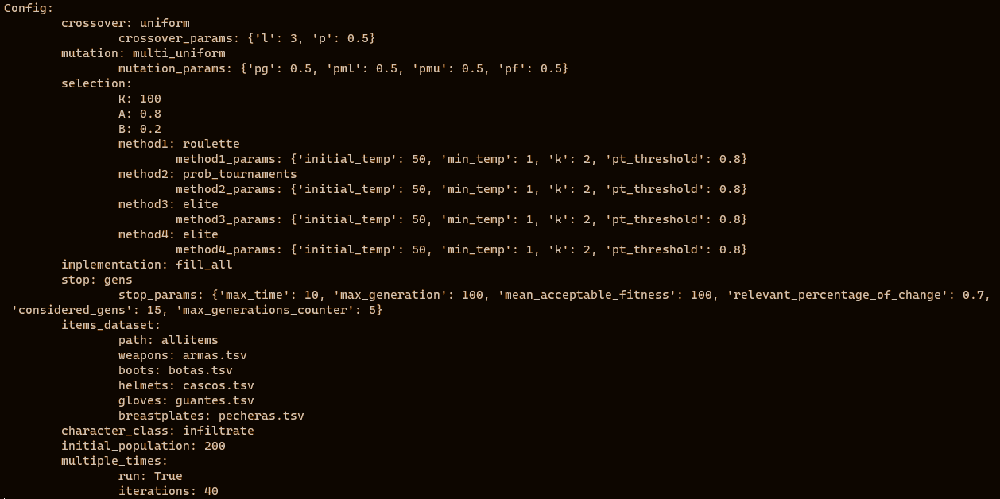 Config:
crossover: uniform
crossover_params: {'l': 3, 'p': 0.5}
mutation: multi_uniform
mutation_params: {'pg': 0.5, 'pml': 0.5, 'pmu': 0.5, 'pf': 0.5}
selection:
K: 100
A: 0.8
B: 0.2
method1: roulette
method1_params: {'initial_temp': 50, 'min_temp': 1, 'k': 2, 'pt_threshold': 0.8}
method2: prob_tournaments
method2_params: {'initial_temp': 50, 'min_temp': 1, 'k': 2, 'pt_threshold': 0.8}
method3: elite
method3_params: {'initial_temp': 50, 'min_temp': 1, 'k': 2, 'pt_threshold': 0.8}
method4: elite
method4_params: {'initial_temp': 50, 'min_temp': 1, 'k': 2, 'pt_threshold': 0.8}
implementation: fill_all
stop: gens
stop_params: {'max_time': 10, 'max_generation': 100, 'mean_acceptable_fitness': 100, 'relevant_percentage_of_change': 0.7,
'considered_gens': 15, 'max_generations_counter': 5}
items_dataset:
path: allitems
weapons: armas.tsv
boots: botas.tsv
helmets: cascos.tsv
gloves: guantes.tsv
breastplates: pecheras.tsv
character_class: infiltrate
initial_population: 200
multiple_times:
run: True
iterations: 40